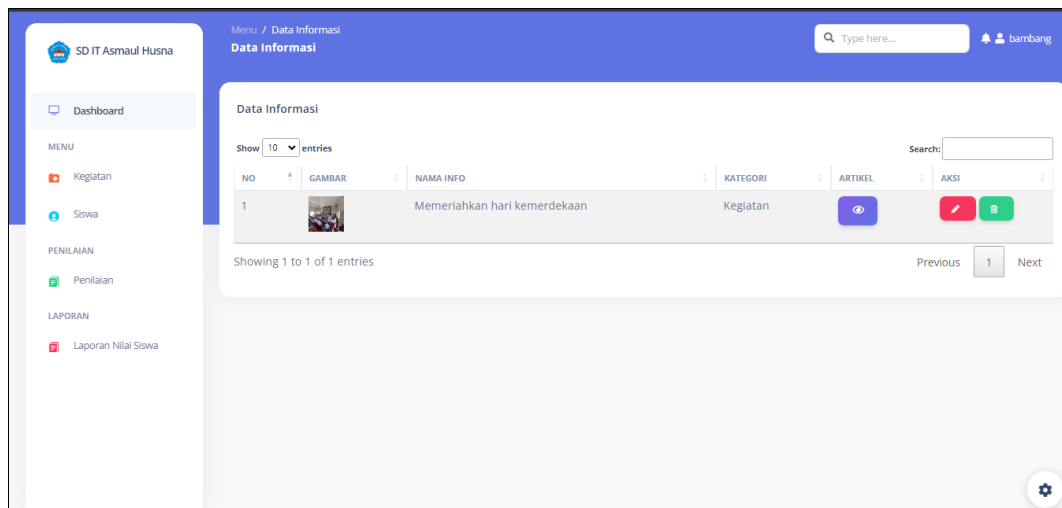 SD IT Asmaul Husna
Dashboard
MENU
Kegiatan
Siswa
PENILAIAN
Penilaian
LAPORAN
Laporan Nilai Siswa
Menu / Data Informasi
Data Informasi
Type here...
bambang
Data Informasi
Show 10 entries
Search:
NO GAMBAR NAMA INFO KATEGORI ARTIKEL AKSI
1 Memeriahkan hari kemerdekaan Kegiatan
Showing 1 to 1 of 1 entries
Previous 1 Next